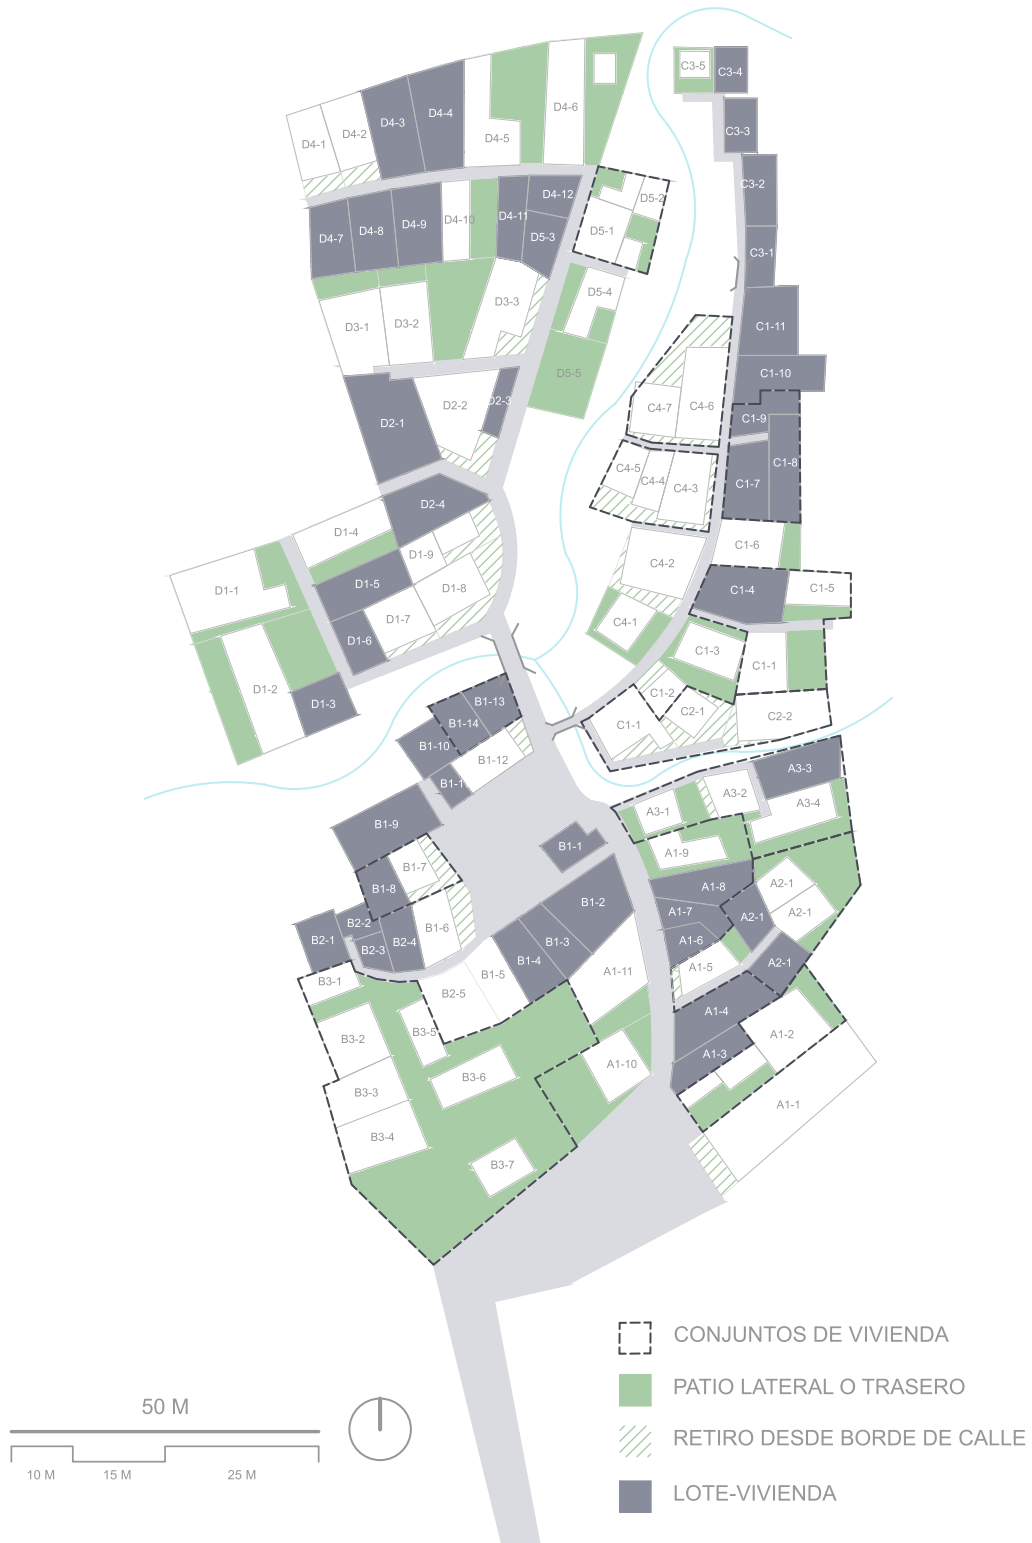 C3-5
C3-4
C3-3
C3-2
C3-1
C1-11
C1-10
C1-9
C1-8
C1-7
C1-6
C1-5
C1-4
C1-3
C1-1
C2-2
C1-2
C2-1
C1-1
C4-7
C4-6
C4-5
C4-4
C4-3
C4-2
C4-1
D4-1
D4-2
D4-3
D4-4
D4-5
D4-6
D4-7
D4-8
D4-9
D4-10
D4-11
D4-12
D5-3
D5-2
D5-1
D5-4
D5-5
D3-1
D3-2
D3-3
D2-1
D2-2
D2-3
D2-4
D1-4
D1-9
D1-5
D1-8
D1-7
D1-6
D1-1
D1-2
D1-3
B1-13
B1-14
B1-10
B1-12
B1-1
B1-9
B1-7
B1-8
B1-6
B1-1
B1-2
B1-3
B1-4
B1-5
B2-1
B2-2
B2-3
B2-4
B2-5
B3-1
B3-2
B3-3
B3-4
B3-5
B3-6
B3-7
A3-3
A3-2
A3-4
A3-1
A1-9
A1-8
A1-7
A1-6
A1-5
A2-1
A2-1
A2-1
A2-1
A1-11
A1-10
A1-4
A1-3
A1-2
A1-1
CONJUNTOS DE VIVIENDA
PATIO LATERAL O TRASERO
RETIRO DESDE BORDE DE CALLE
LOTE-VIVIENDA
50 M
10 M
15 M
25 M